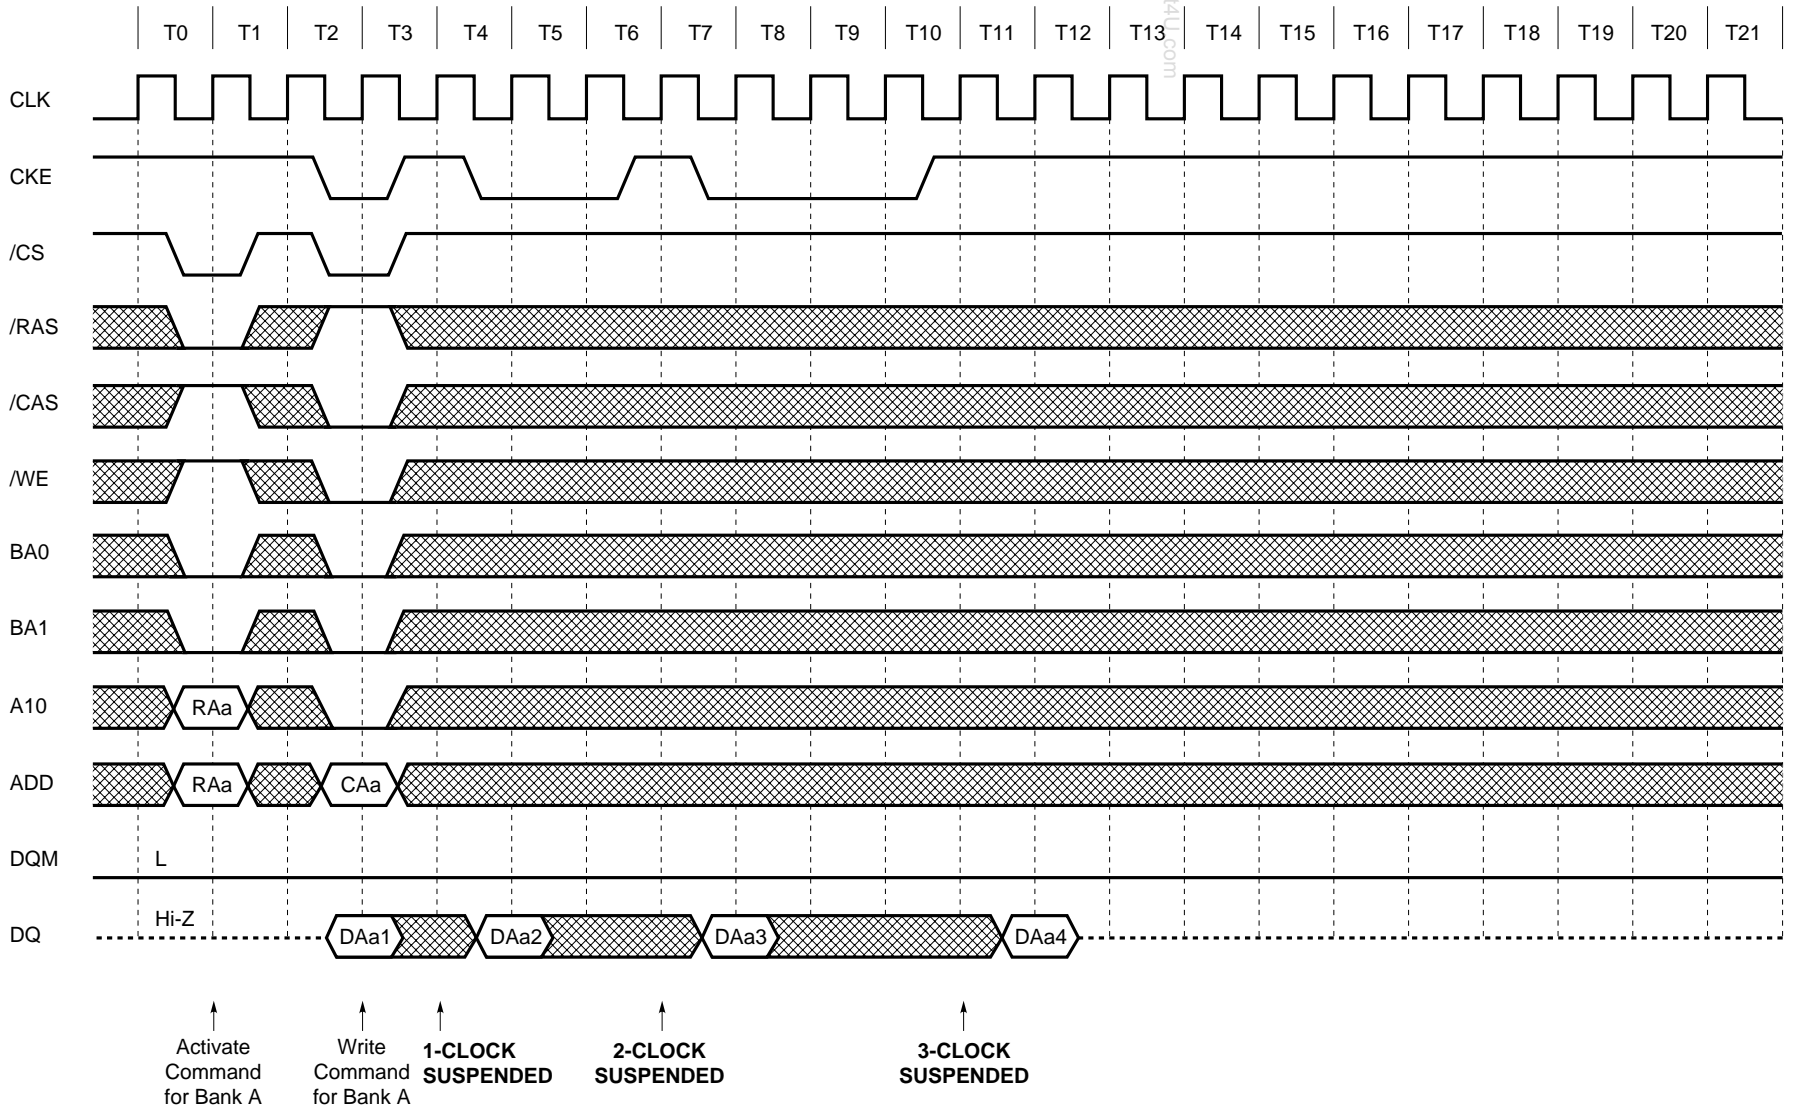 T0 T1 T2 T3 T4 T5 T6 T7 T8 T9 T10 T11 T12 T13 T14 T15 T16 T17 T18 T19 T20 T21
t4U.com
CLK
CKE
/CS
/RAS
/CAS
/WE
BA0
BA1
A10 RAa
ADD RAa CAa
DQM L
Hi-Z
DQ DAa1 DAa2 DAa3 DAa4
Activate
Command
for Bank A
Write
Command
for Bank A
1-CLOCK
SUSPENDED
2-CLOCK
SUSPENDED
3-CLOCK
SUSPENDED